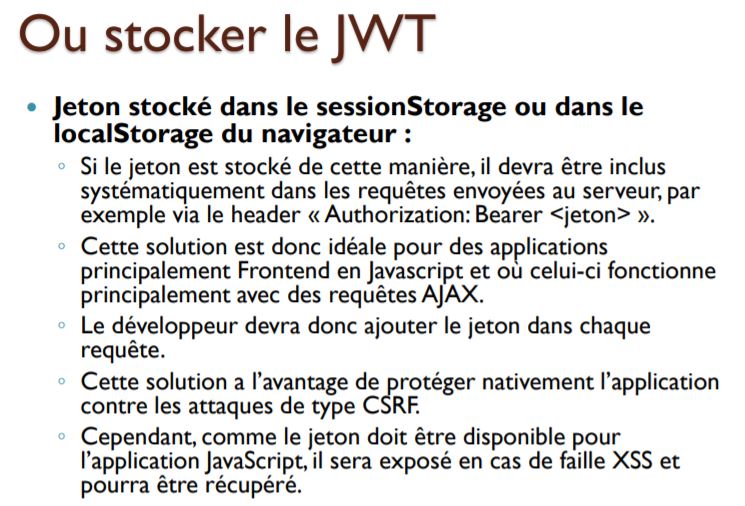 Ou stocker le JWT
• Jeton stocké dans le sessionStorage ou dans le
localStorage du navigateur :
◦ Si le jeton est stocké de cette manière, il devra être inclus
systématiquement dans les requêtes envoyées au serveur, par
exemple via le header « Authorization: Bearer <jeton> ».
◦ Cette solution est donc idéale pour des applications
principalement Frontend en Javascript et où celui-ci fonctionne
principalement avec des requêtes AJAX.
◦ Le développeur devra donc ajouter le jeton dans chaque
requête.
◦ Cette solution a l’avantage de protéger nativement l’application
contre les attaques de type CSRF.
◦ Cependant, comme le jeton doit être disponible pour
l’application JavaScript, il sera exposé en cas de faille XSS et
pourra être récupéré.